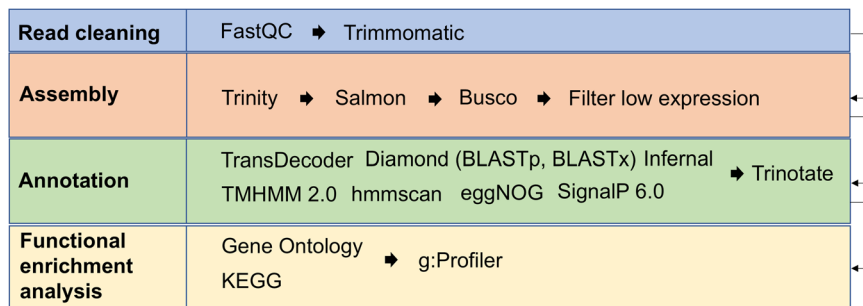 Read cleaning FastQC Trimmomatic
Assembly Trinity Salmon Busco Filter low expression
Annotation
TransDecoder Diamond (BLASTp, BLASTx) Infernal
TMHMM 2.0 hmmscan eggNOG SignalP 6.0
Trinotate
Functional
enrichment
analysis
Gene Ontology
KEGG
g:Profiler